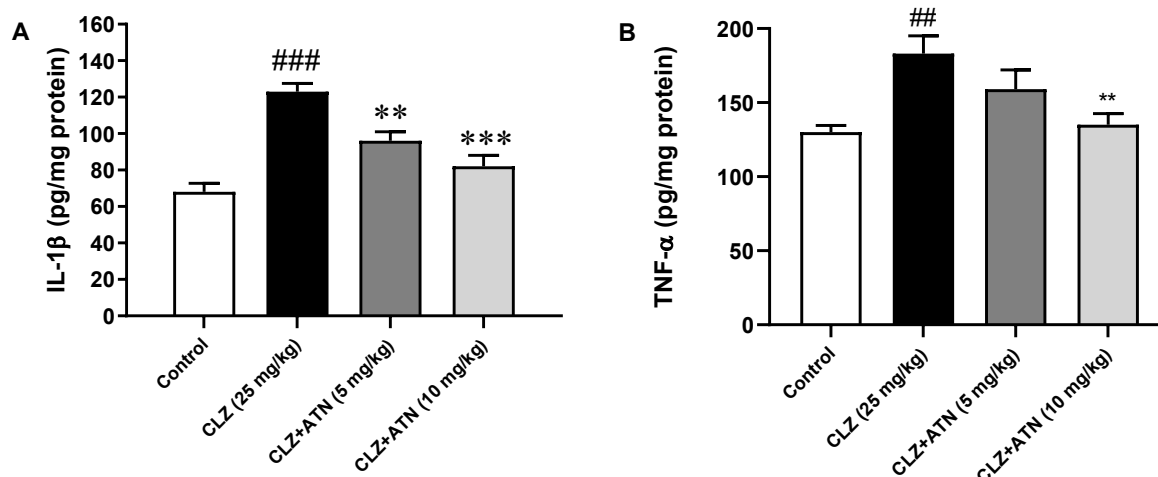 A
IL-1β (pg/mg protein)
160
140
120
100
80
60
40
20
0
###
**
***
Control
CLZ (25 mg/kg)
CLZ+ATN (5 mg/kg)
CLZ+ATN (10 mg/kg)
B
TNF-α (pg/mg protein)
200
150
100
50
0
##
**
Control
CLZ (25 mg/kg)
CLZ+ATN (5 mg/kg)
CLZ+ATN (10 mg/kg)